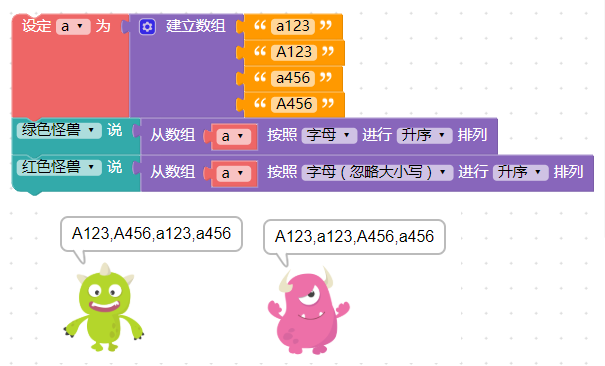 设定 a 为 建立数组 “ a123 ”
“ A123 ”
“ a456 ”
“ A456 ”
绿色怪兽 说 从数组 a 按照 字母 进行 升序 排列
红色怪兽 说 从数组 a 按照 字母（忽略大小写） 进行 升序 排列
A123,A456,a123,a456
A123,a123,A456,a456